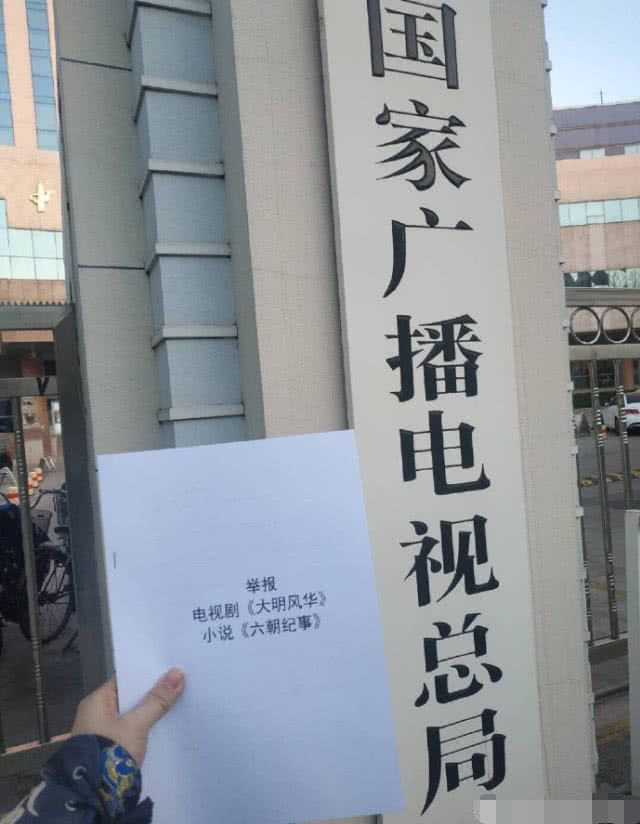 国家广播电视总局
举报
电视剧《大明风华》
小说《六朝纪事》